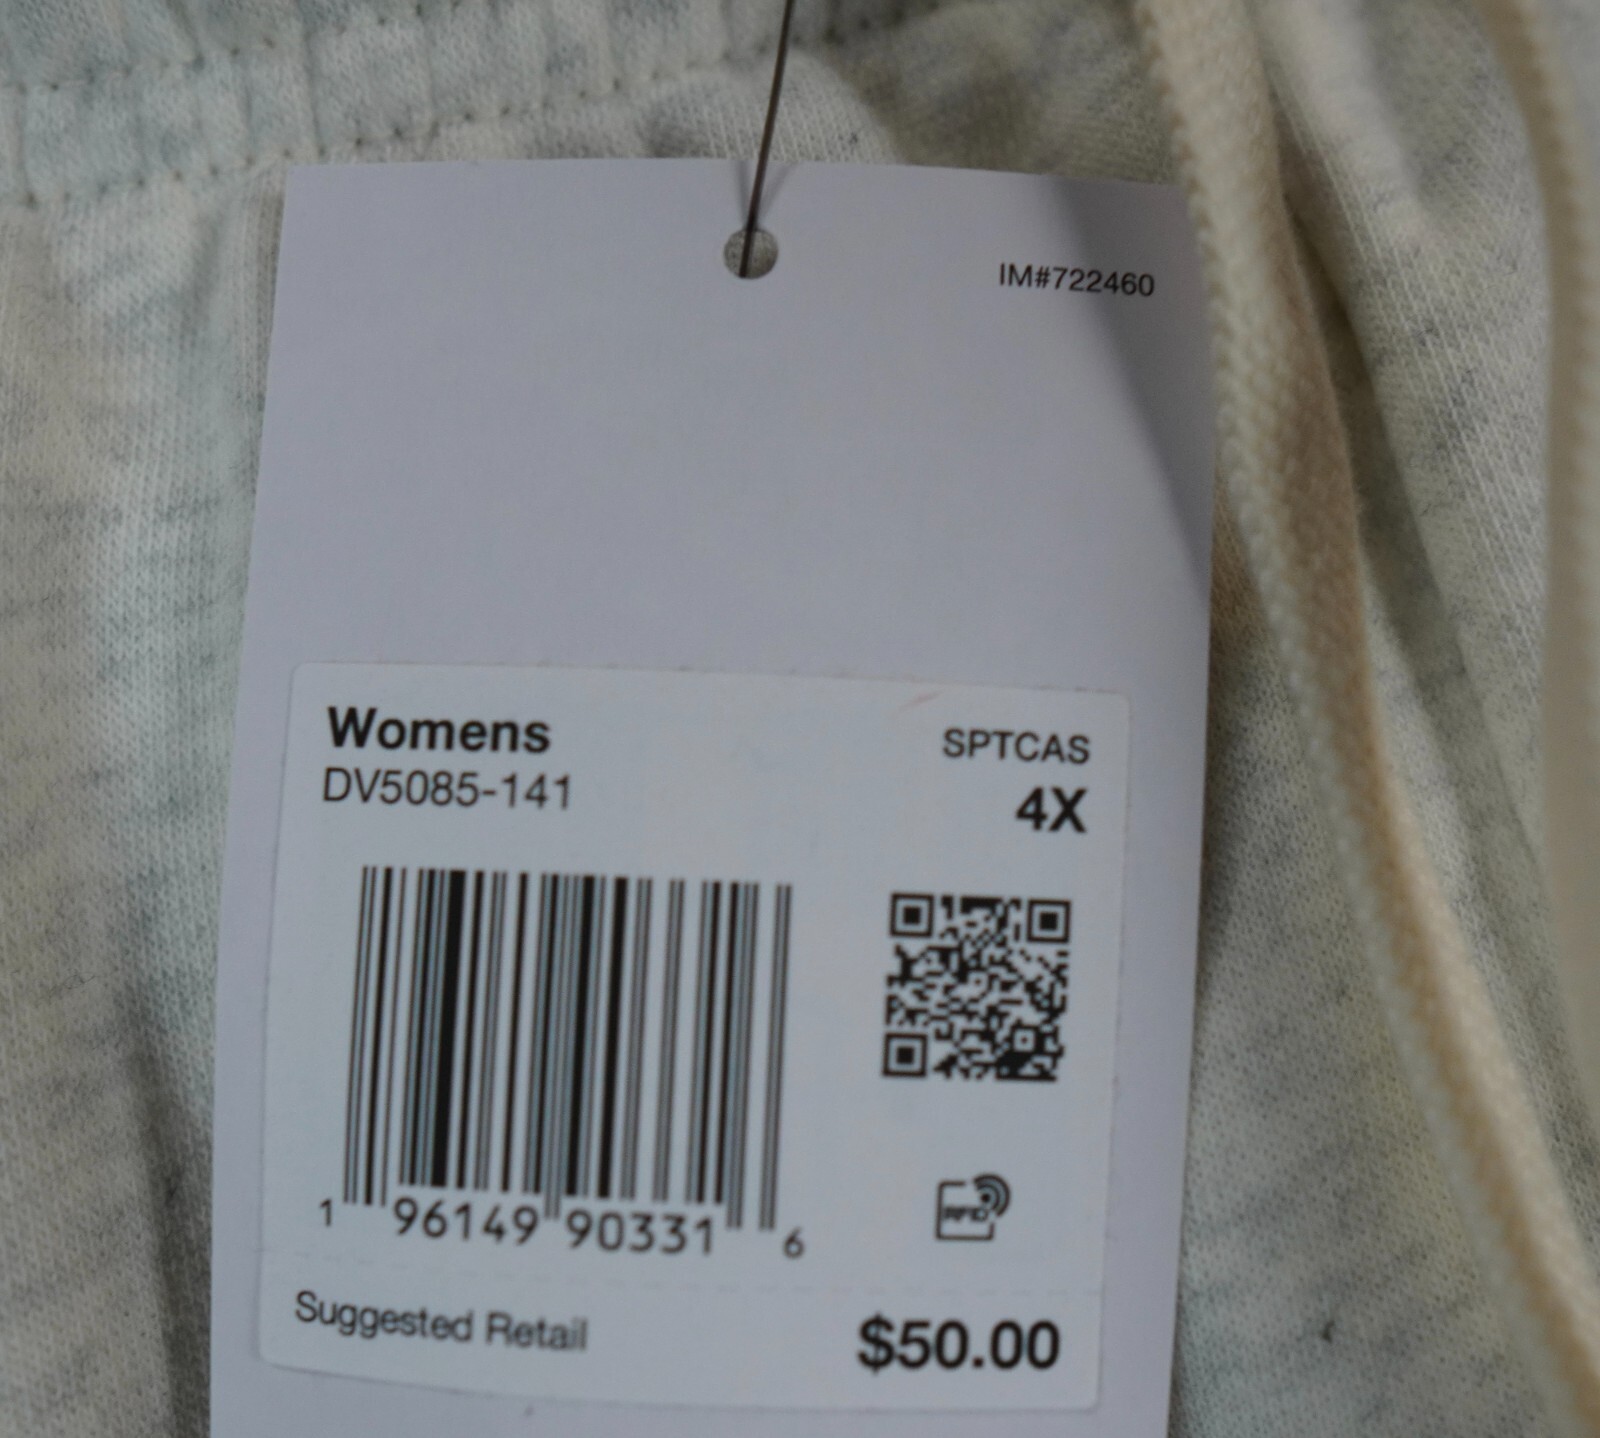 IM#722460
Womens
SPTCAS
DV5085-141
4X
1 96149 90331 6
RFID
Suggested Retail
$50.00